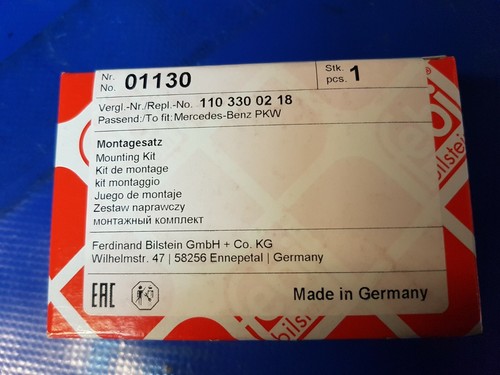 Nr.
No. 01130
Stk.
pcs. 1
Vergl.-Nr./Repl.-No. 110 330 02 18
Passend:/To fit: Mercedes-Benz PKW
Montagesatz
Mounting Kit
Kit de montage
kit montaggio
Juego de montaje
Zestaw naprawczy
монтажный комплект
Ferdinand Bilstein GmbH + Co. KG
Wilhelmstr. 47 | 58256 Ennepetal | Germany
EAC
Made in Germany
bilstein
bilst